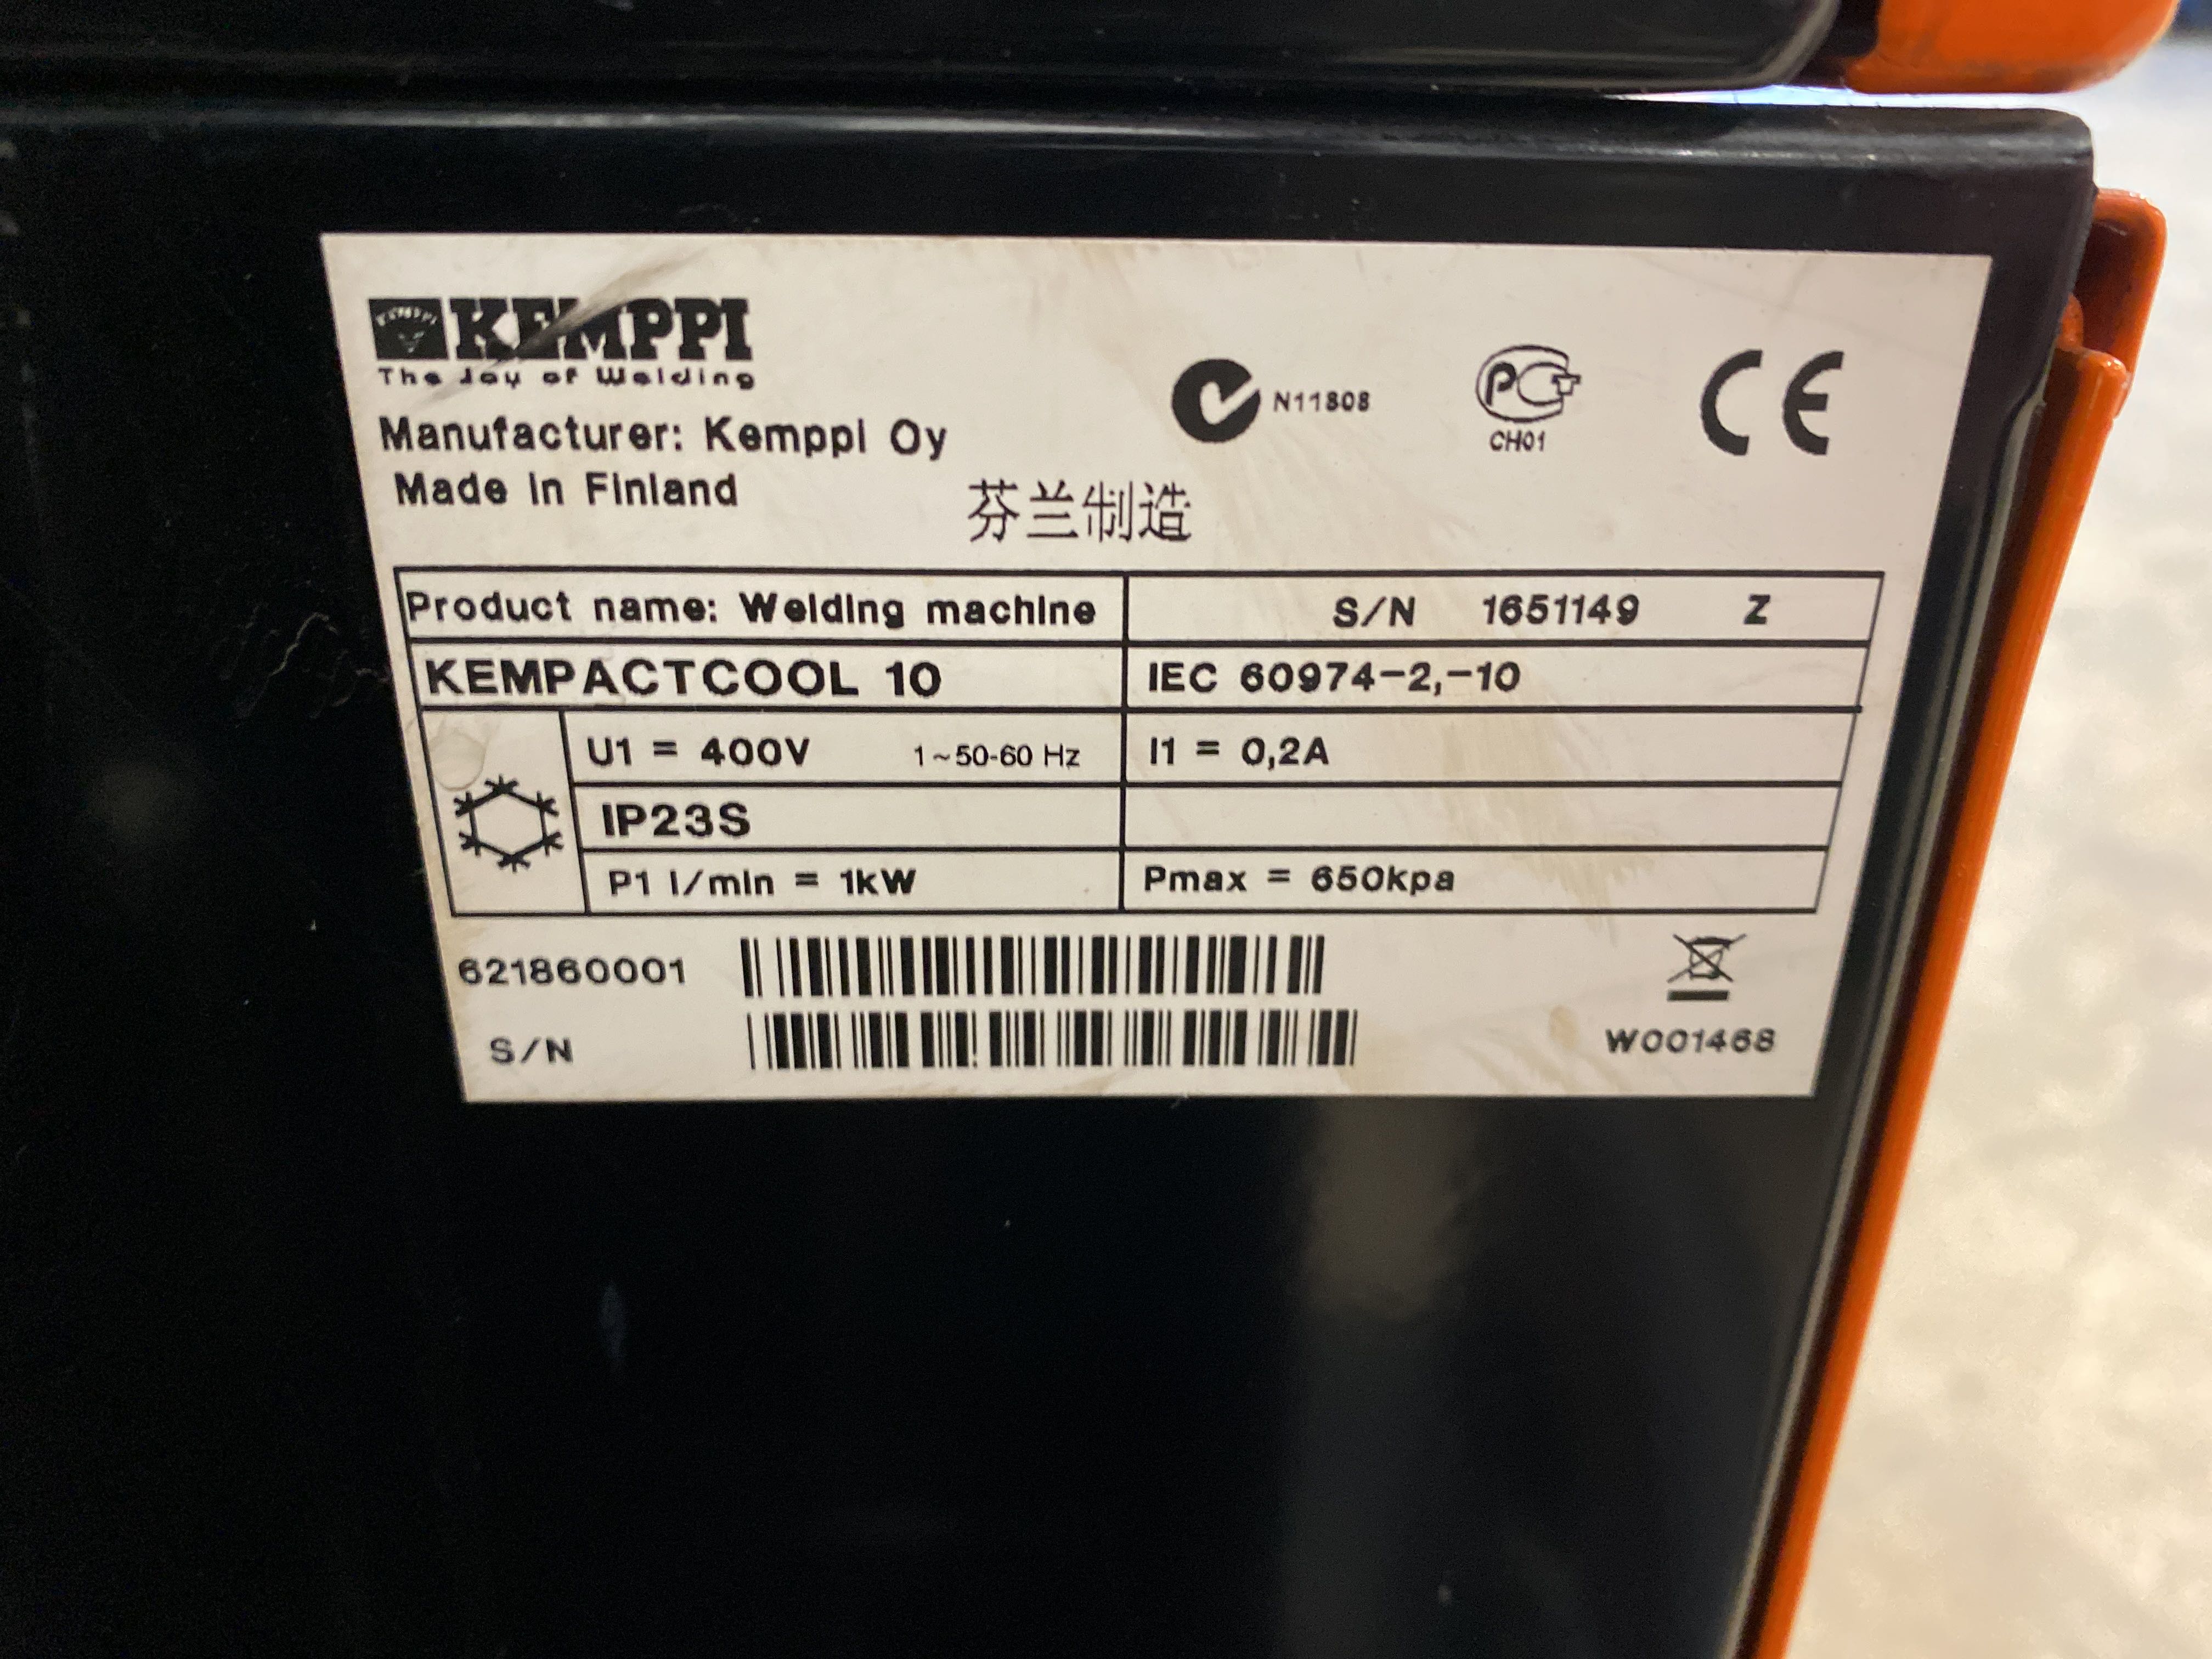 KEMPPI
The Joy of Welding
Manufacturer: Kemppi Oy
Made in Finland
芬兰制造
N11808
PCT
CH01
CE
Product name: Welding machine
S/N 1651149 Z
KEMPACTCOOL 10
IEC 60974-2,-10
U1 = 400V 1~50-60 Hz
I1 = 0,2A
IP23S
P1 l/min = 1kW
Pmax = 650kpa
621860001
S/N
W001468